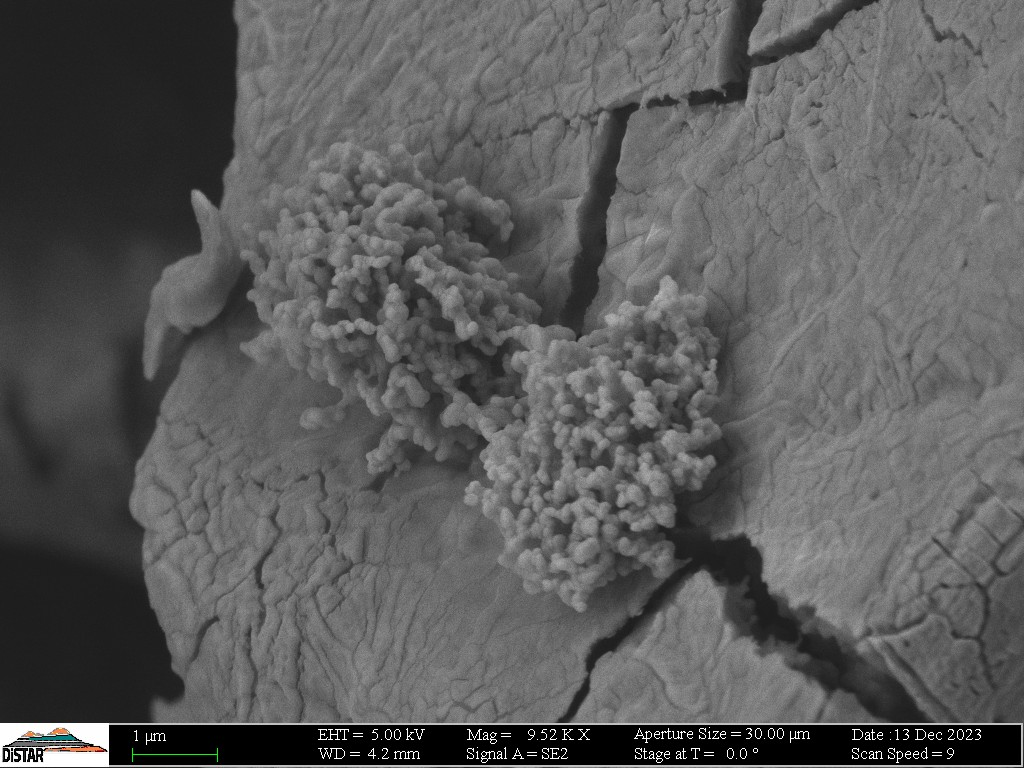 DiSTAR
1 µm
EHT = 5.00 kV
WD = 4.2 mm
Mag = 9.52 K X
Signal A = SE2
Aperture Size = 30.00 µm
Stage at T = 0.0 °
Date :13 Dec 2023
Scan Speed = 9